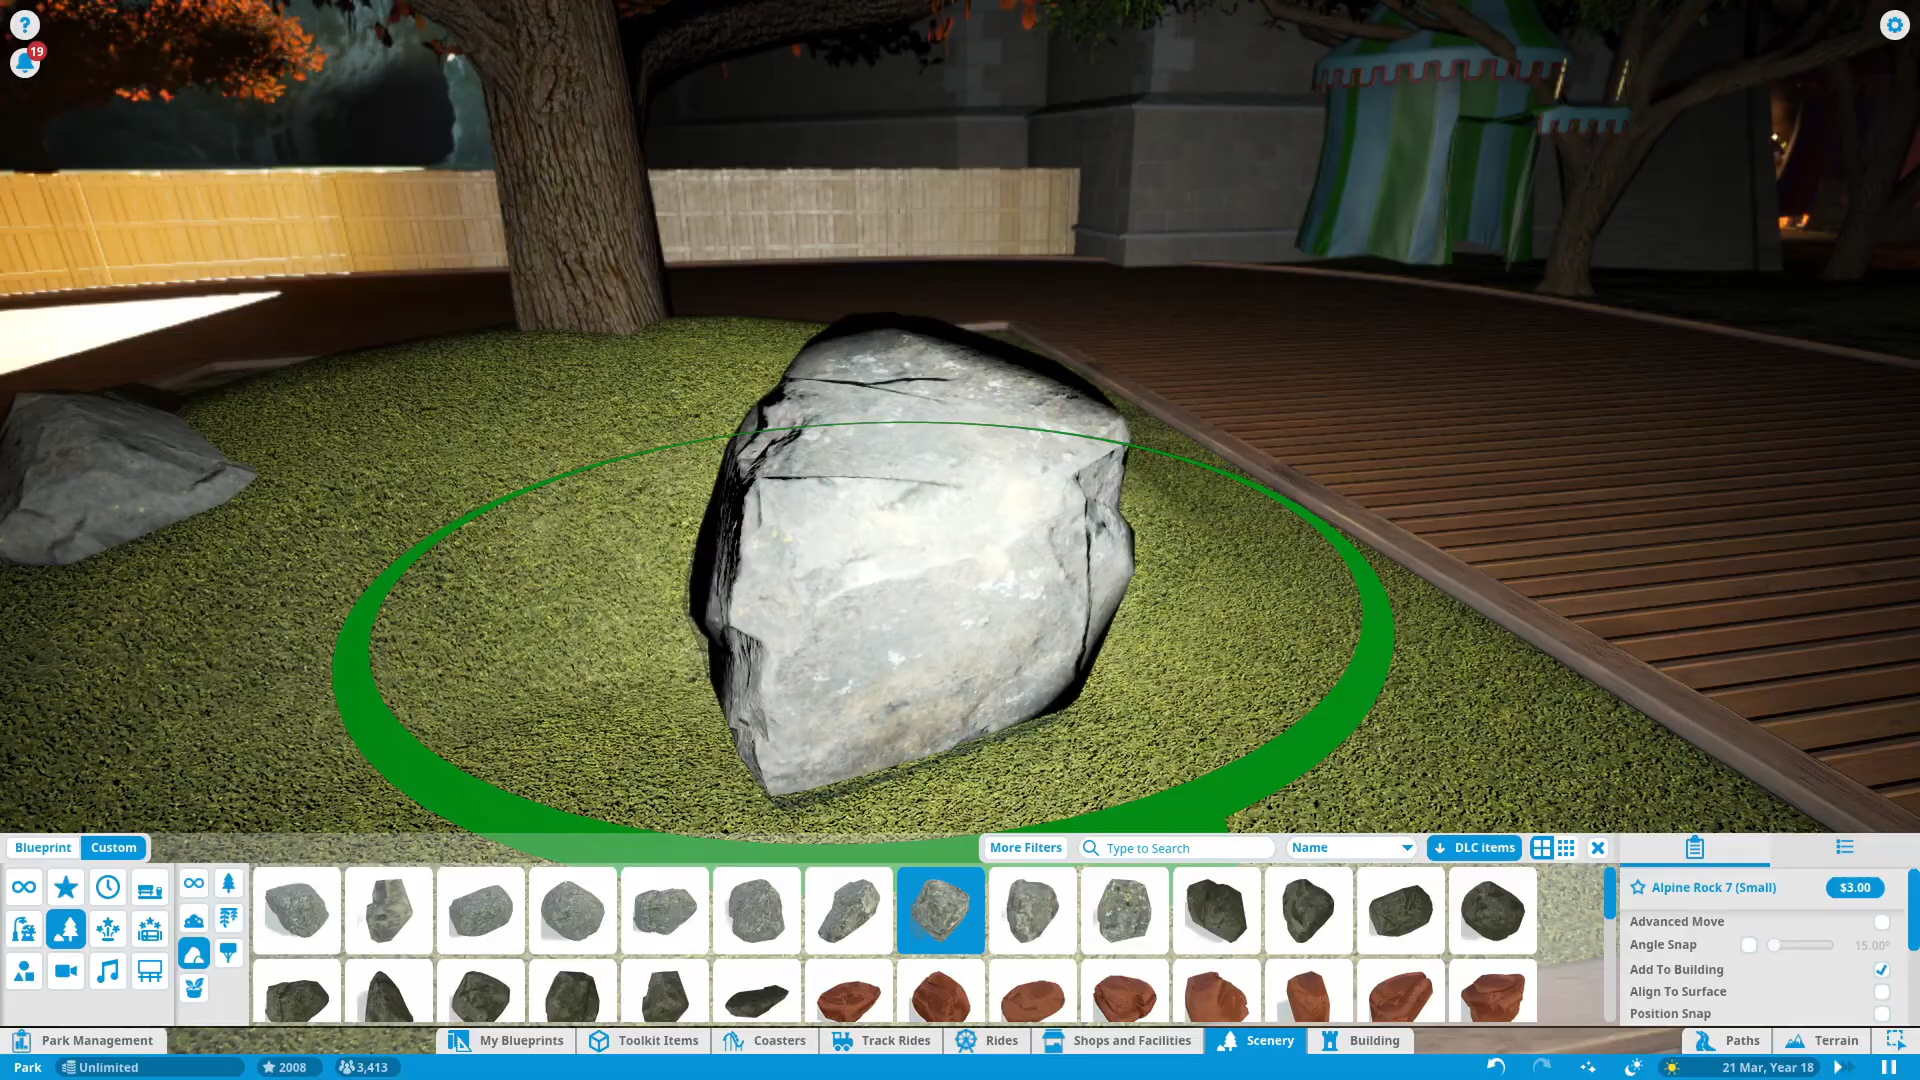 ?
19
Blueprint Custom
More Filters Type to Search Name DLC items
Alpine Rock 7 (Small) $3.00
Advanced Move
Angle Snap 15.00°
Add To Building
Align To Surface
Position Snap
Park Management My Blueprints Toolkit Items Coasters Track Rides Rides Shops and Facilities Scenery Building Paths Terrain
Park Unlimited 2008 3,413 21 Mar, Year 18